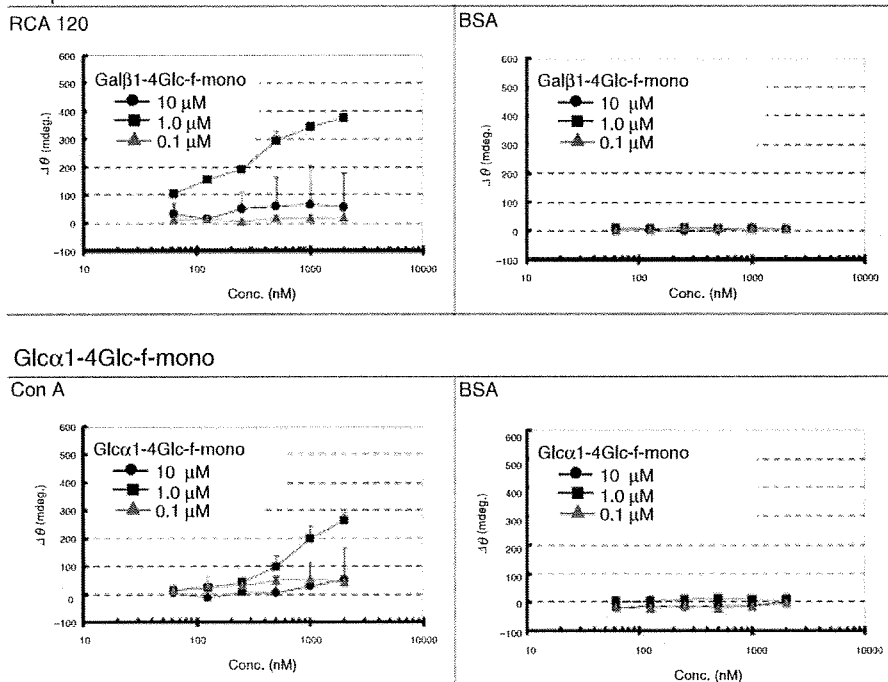 RCA 120
BSA
600
500
400
300
200
100
0
-100
Δθ (mdeg.)
Galβ1-4Glc-f-mono
10 μM
1.0 μM
0.1 μM
10
100
1000
10000
Conc. (nM)
600
500
400
300
200
100
0
-100
Δθ (mdeg.)
Galβ1-4Glc-f-mono
10 μM
1.0 μM
0.1 μM
10
100
1000
10000
Conc. (nM)
Glcα1-4Glc-f-mono
Con A
BSA
600
500
400
300
200
100
0
-100
Δθ (mdeg.)
Glcα1-4Glc-f-mono
10 μM
1.0 μM
0.1 μM
10
100
1000
10000
Conc. (nM)
600
500
400
300
200
100
0
-100
Δθ (mdeg.)
Glcα1-4Glc-f-mono
10 μM
1.0 μM
0.1 μM
10
100
1000
10000
Conc. (nM)